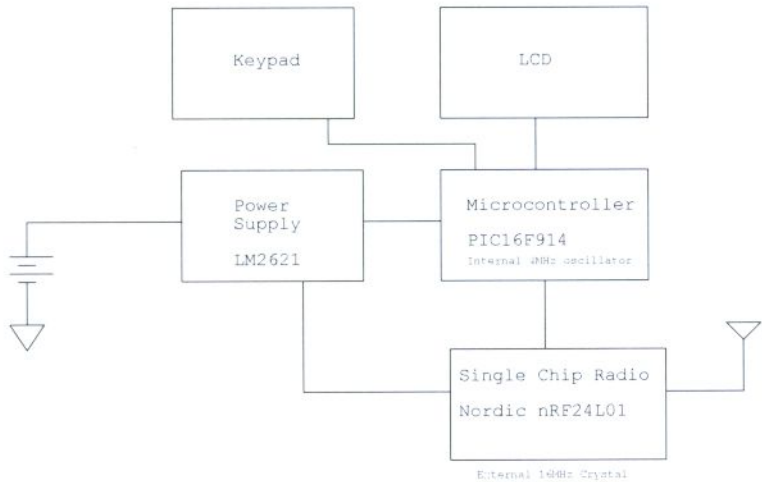 Keypad
LCD
Power
Supply
LM2621
Microcontroller
PIC16F914
Internal 4MHz oscillator
Single Chip Radio
Nordic nRF24L01
External 16MHz Crystal